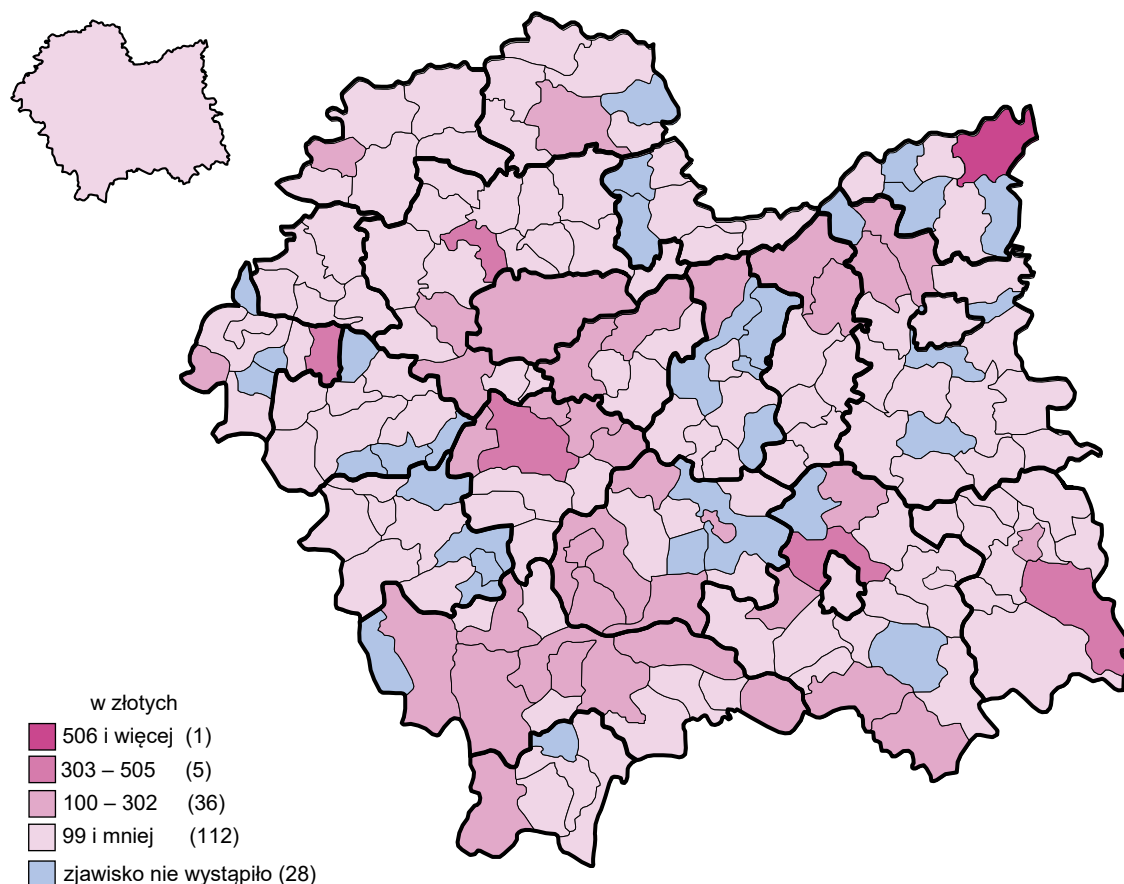 w złotych
506 i więcej (1)
303 – 505 (5)
100 – 302 (36)
99 i mniej (112)
zjawisko nie wystąpiło (28)